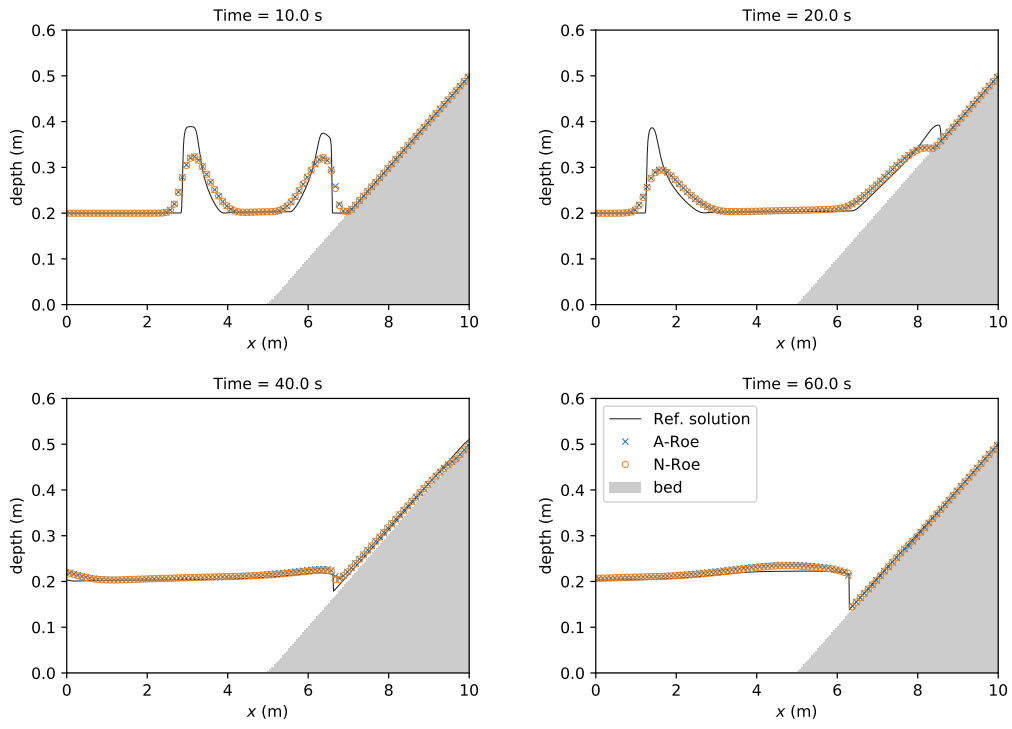 Time = 10.0 s
0.6
0.5
0.4
0.3
0.2
0.1
0.0
depth (m)
0 2 4 6 8 10
x (m)
Time = 20.0 s
0.6
0.5
0.4
0.3
0.2
0.1
0.0
depth (m)
0 2 4 6 8 10
x (m)
Time = 40.0 s
0.6
0.5
0.4
0.3
0.2
0.1
0.0
depth (m)
0 2 4 6 8 10
x (m)
Time = 60.0 s
0.6
0.5
0.4
0.3
0.2
0.1
0.0
depth (m)
Ref. solution
A-Roe
N-Roe
bed
0 2 4 6 8 10
x (m)